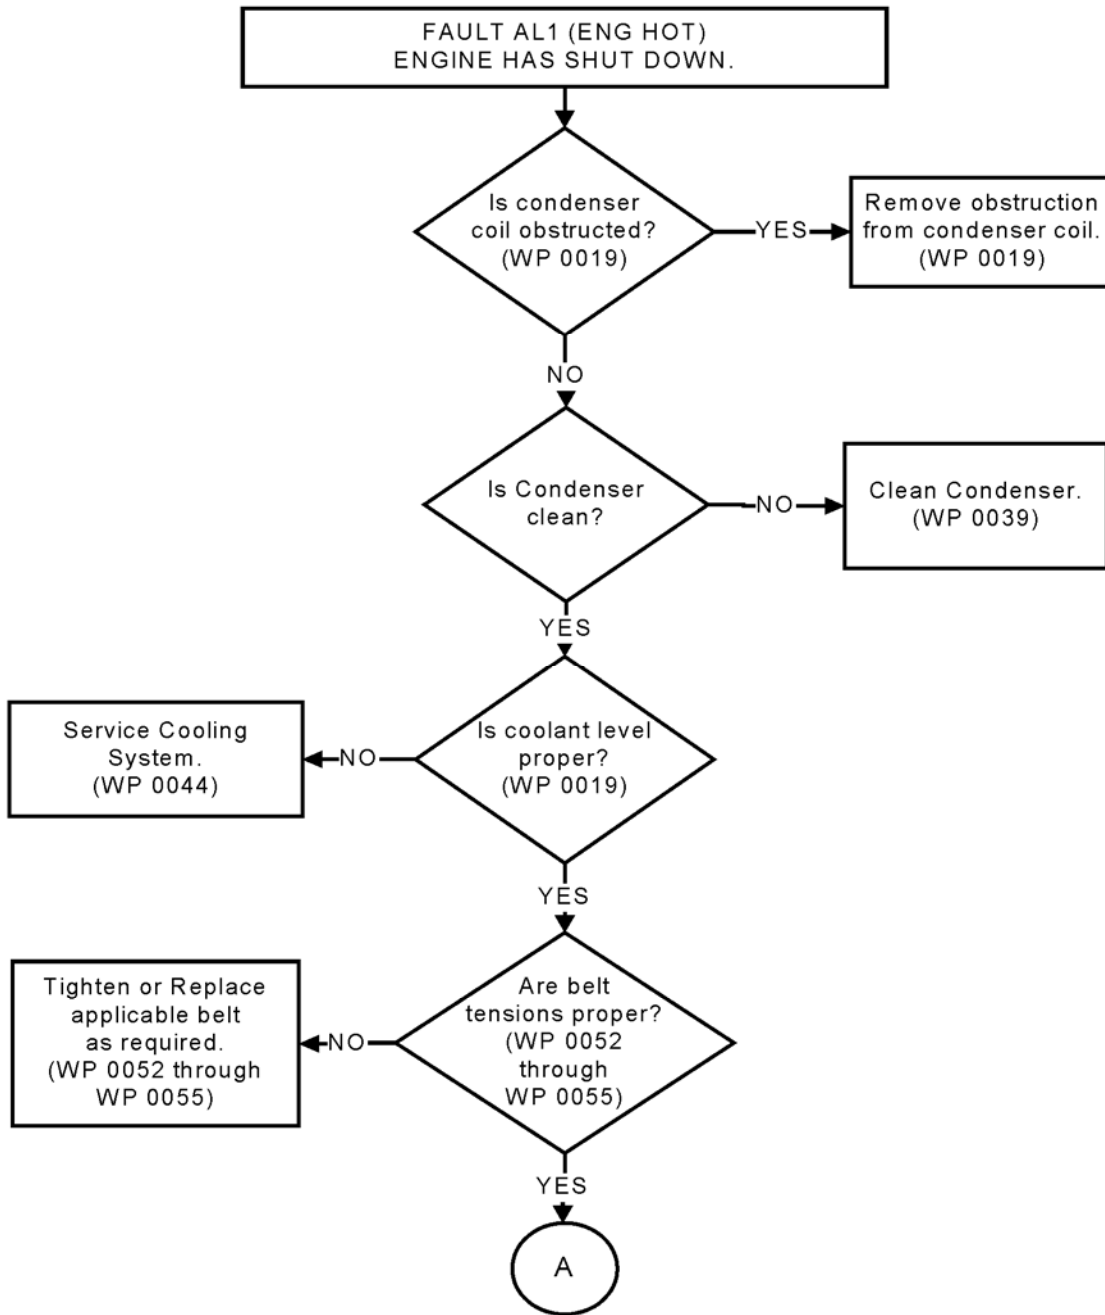 FAULT AL1 (ENG HOT)
ENGINE HAS SHUT DOWN.
Is condenser
coil obstructed?
(WP 0019)
YES
Remove obstruction
from condenser coil.
(WP 0019)
NO
Is Condenser
clean?
NO
Clean Condenser.
(WP 0039)
YES
Is coolant level
proper?
(WP 0019)
NO
Service Cooling
System.
(WP 0044)
YES
Are belt
tensions proper?
(WP 0052
through
WP 0055)
NO
Tighten or Replace
applicable belt
as required.
(WP 0052 through
WP 0055)
YES
A